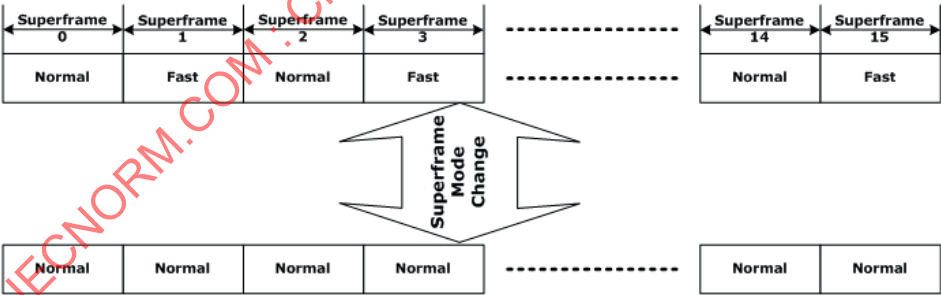 Superframe 0 Superframe 1 Superframe 2 Superframe 3 Superframe 14 Superframe 15
Normal Fast Normal Fast Normal Fast
Superframe Mode Change
Normal Normal Normal Normal Normal Normal
IECNORM.COM :